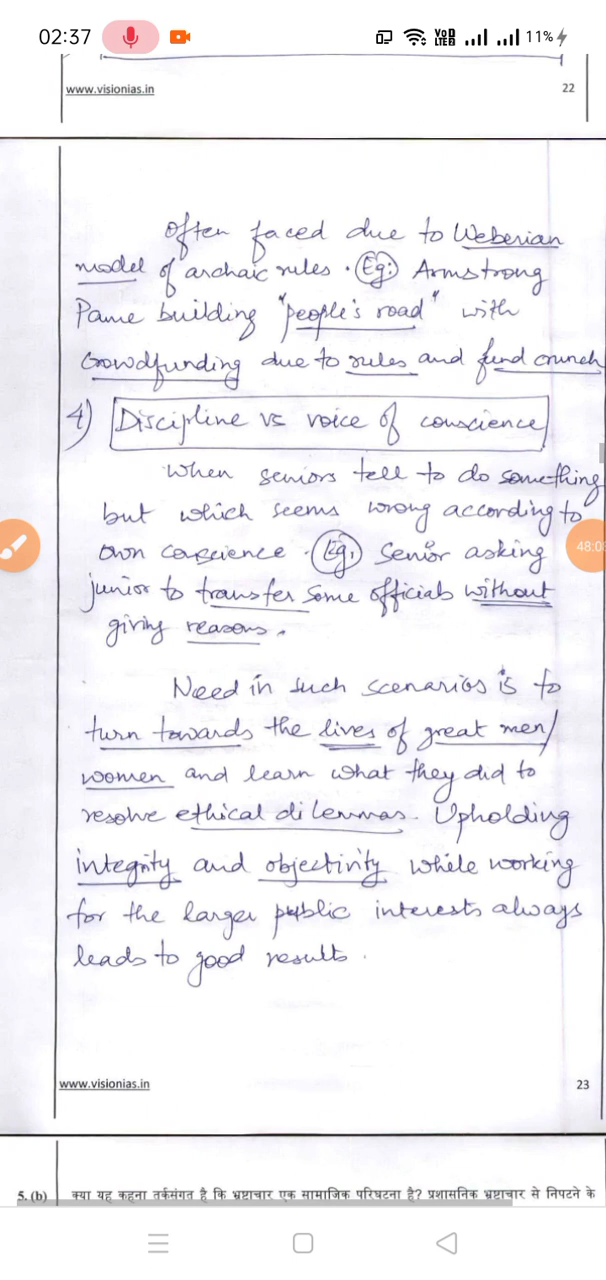 02:37
VoD LTE2
11%
www.visionias.in
22
often faced due to Weberian
model of archaic rules. Eg: Armstrong
Pame building "people's road" with
Crowdfunding due to rules and fund crunch
4) Discipline vs voice of conscience
When seniors tell to do something
but which seems wrong according to
own conscience. Eg, Senior asking
junior to transfer some officials without
giving reasons.
Need in such scenarios is to
turn towards the lives of great men/
women and learn what they did to
resolve ethical dilemmas. Upholding
integrity and objectivity while working
for the larger public interests always
leads to good results.
48:0
www.visionias.in
23
5. (b) क्या यह कहना तर्कसंगत है कि भ्रष्टाचार एक सामाजिक परिघटना है? प्रशासनिक भ्रष्टाचार से निपटने के